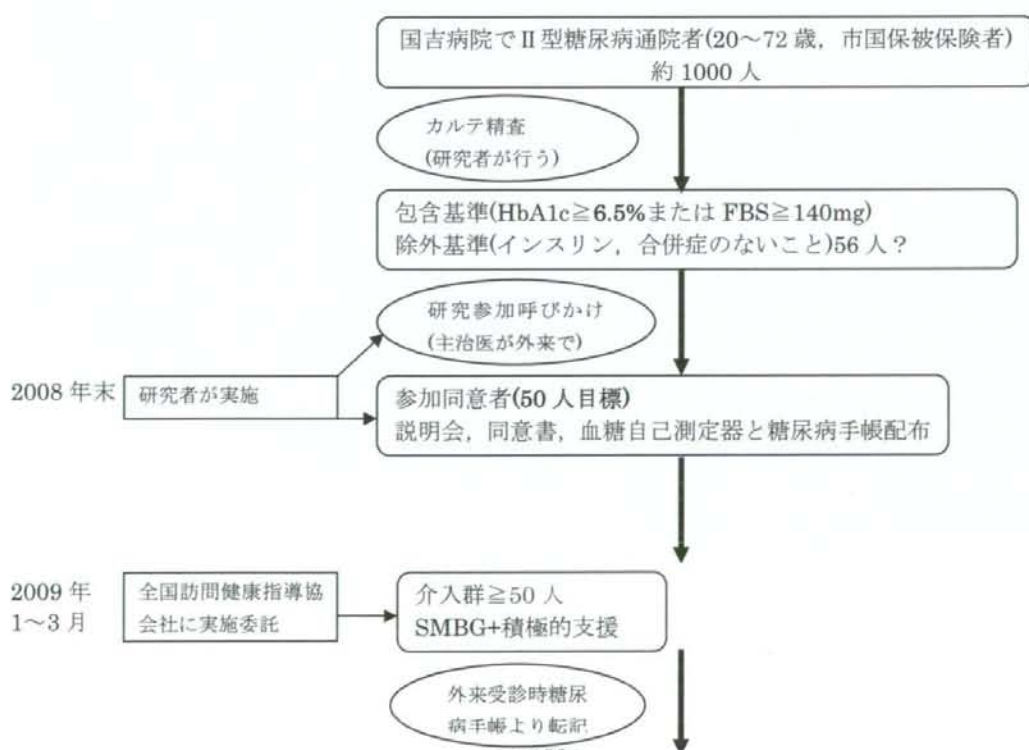 国吉病院でⅡ型糖尿病通院者(20～72歳，市国保被保険者)
約1000人
カルテ精査
(研究者が行う)
包含基準(HbA1c≧6.5%または FBS≧140mg)
除外基準(インスリン，合併症のないこと)56人？
研究参加呼びかけ
(主治医が外来で)
2008年末
研究者が実施
参加同意者(50人目標)
説明会，同意書，血糖自己測定器と糖尿病手帳配布
2009年
1～3月
全国訪問健康指導協
会社に実施委託
介入群≧50人
SMBG+積極的支援
外来受診時糖尿
病手帳より転記